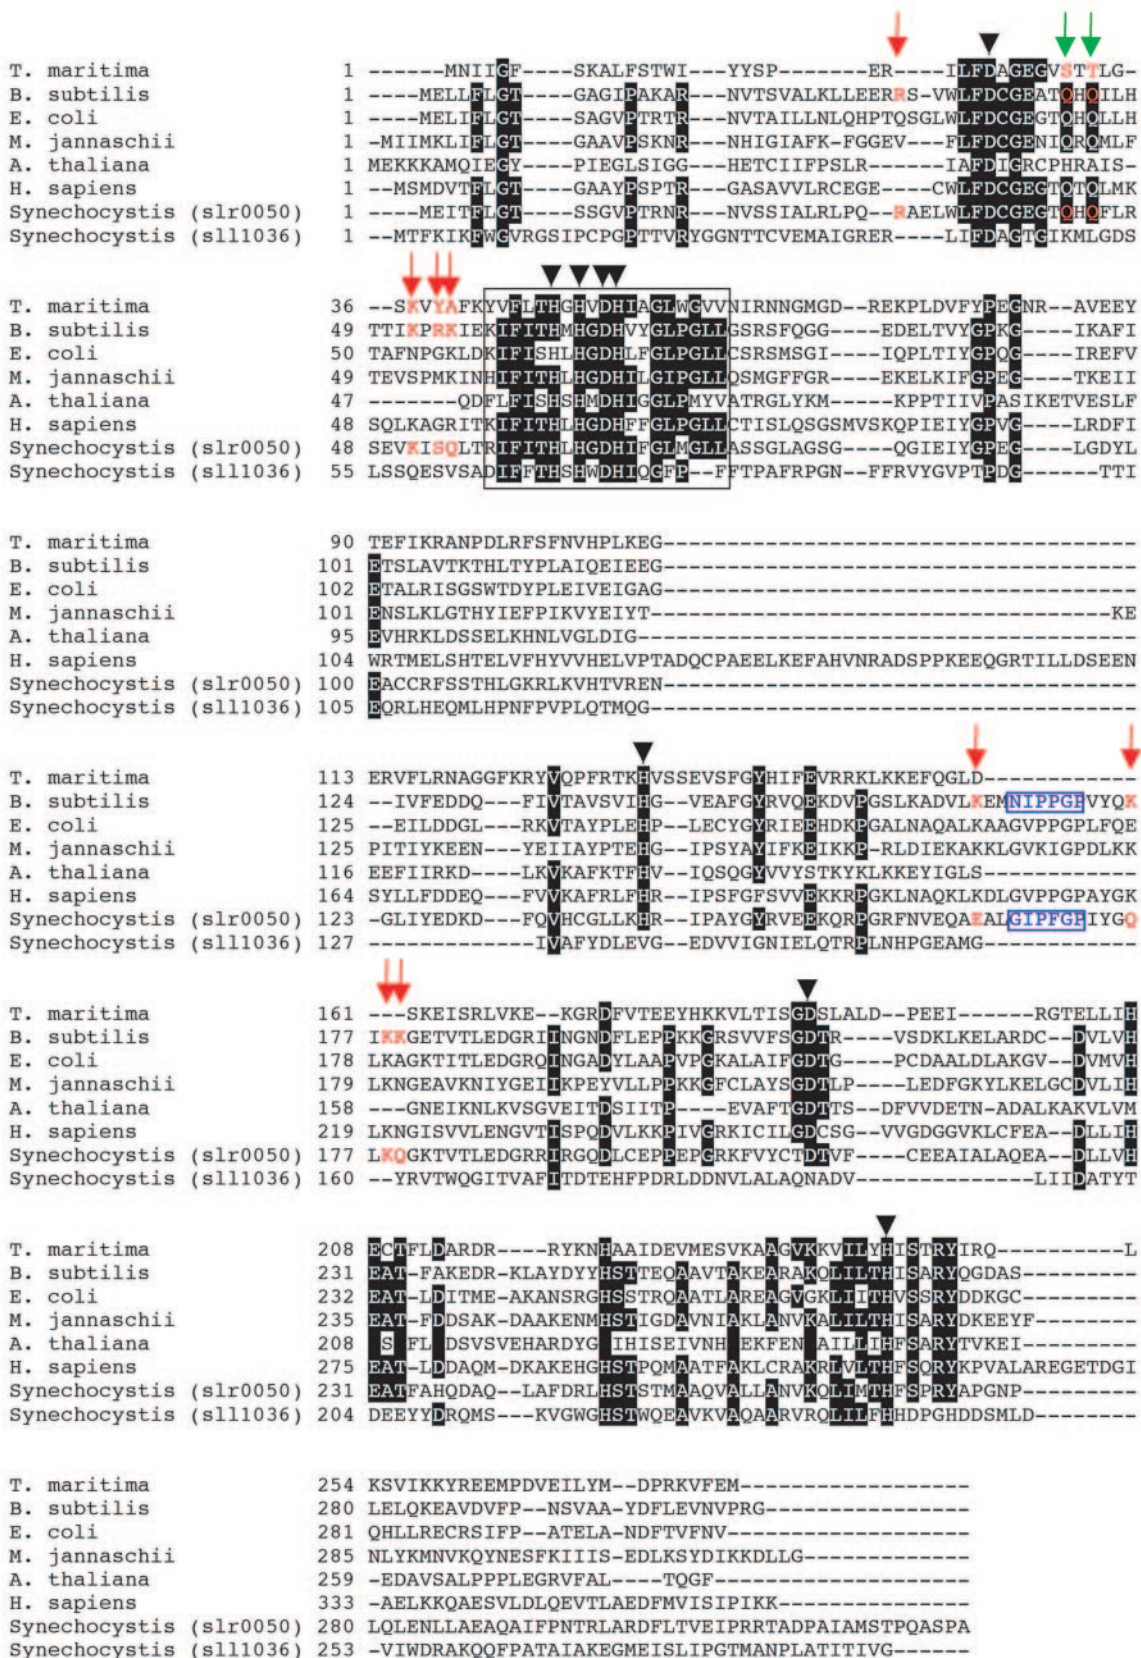 T. maritima 1 -----MNIIGF----SKALFSTWI---YYSP-----ER----ILFDAGEGVSTTLG-
B. subtilis 1 ----MELLFLGT----GAGIPAKAR---NVTSVALKLLEERRS-VWLFDCGEATQHQILH
E. coli 1 ----MELIFLGT----SAGVPTRTR---NVTAILLNLQHPTQSGLWLFDCGEGTQHQLLH
M. jannaschii 1 -MIIMKLIFLGT----GAAVPSKNR---NHIGIAFK-FGGEV---FLFDCGENIQRQMLF
A. thaliana 1 MEKKKAMQIEGY----PIEGLSIGG---HETCIIFPSLR------IAFDIGRCPHRAIS-
H. sapiens 1 --MSMDVTFLGT----GAAYPSPTR---GASAVVLRCEGE----CWLFDCGEGTQTQLMK
Synechocystis (slr0050) 1 ----MEITFLGT----SSGVPTRNR---NVSSIALRLPQ--RAELWLFDCGEGTQQQFLR
Synechocystis (sll1036) 1 --MTFKIKFWGVRGSIPCPGPTTVRYGGNTTCVEMAIGRER----LIFDAGTGIKMLGDS
T. maritima 36 --SKVYAFKYVFLTHGHVDHIAGLWGVVNIRNNGMGD--REKPLDVFYPEGNR--AVEEY
B. subtilis 49 TTIKPRKIEKIFITHMHGDHVYGLPGLLGSRSFQGG----EDELTVYGPKG----IKAFI
E. coli 50 TAFNPGKLDKIFISHLHGDHLFGLPGLLCSRSMSGI----IQPLTIYGPQG----IREFV
M. jannaschii 49 TEVSPMKINHIFITHLHGDHILGIPGLLQSMGFFGR----EKELKIFGPEG----TKEII
A. thaliana 47 -------QDFLFISHSHMDHIGGLPMYVATRGLYKM----KPPTIIVPASIKETVESLF
H. sapiens 48 SQLKAGRITKIFITHLHGDHFFGLPGLLCTISLQSGSMVSKQPIEIYGPVG----LRDFI
Synechocystis (slr0050) 48 SEVKISQLTRIFITHLHGDHIFGLMGLLASSGLAGSG----QGIEIYGPEG----LGDYL
Synechocystis (sll1036) 55 LSSQESVSADIFFTHSHWDHIQGFP--FFTPAFRPGN--FFRVYGVPTPDG------TTI
T. maritima 90 TEFIKRANPDLRFSFNVHPLKEG-------------------------------------
B. subtilis 101 ETSLAVTKTHLTYPLAIQEIEEG-------------------------------------
E. coli 102 ETALRISGSWTDYPLEIVEIGAG-------------------------------------
M. jannaschii 101 ENSLKLGTHYIEFPIKVYEIYT------------------------------------KE
A. thaliana 95 EVHRKLDSSELKHNLVGLDIG---------------------------------------
H. sapiens 104 WRTMELSHTELVFHYVVHELVPTADQCPAEELKEFAHVNRADSPPKEEQGRTILLDSEEN
Synechocystis (slr0050) 100 EACCRFSSTHLGKRLKVHTVREN-------------------------------------
Synechocystis (sll1036) 105 EQRLHEQMLHPNFPVPLQTMQG--------------------------------------
T. maritima 113 ERVFLRNAGGFKRYVQPFRTKHVSSEVSFGYHIFEVRRKLKKEFQGLD------------
B. subtilis 124 --IVFEDDQ---FIVTAVSVIHG--VEAFGYRVQEKDVPGSLKADVLKEMNIPPGPVYQK
E. coli 125 --EILDDGL---RKVTAYPLEHP--LECYGYRIEEHDKPGALNAQALKAAGVPPGPLFQE
M. jannaschii 125 PITIYKEEN---YEIIAYPTEHG--IPSYAYIFKEIKKP-RLDIEKAKKLGVKIGPDLKK
A. thaliana 116 EEFIIRKD----LKVKAFKTFHV--IQSQGYVVYSTKYKLKKEYIGLS------------
H. sapiens 164 SYLLFDDEQ---FVVKAFRLFHR--IPSFGFSVVEKKRPGKLNAQKLKDLGVPPGPAYGK
Synechocystis (slr0050) 123 --GLIYEDKD--FQVHCGLLKHR--IPAYGYRVEEKQRPGRFNVEQAEALGIPFGPIYGQ
Synechocystis (sll1036) 127 -------------IVAFYDLEVG--EDVVIGNIELQTRPLNHPGEAMG------------
T. maritima 161 ---SKEISRLVKE--KGRDFVTEEYHKKVLTISGDSLALD--PEEI----RGTELLIH
B. subtilis 177 IKKGETVTLEDGRIINGNDFLEPPKKGRSVVFSGDTR----VSDKLKELARDC--DVLVH
E. coli 178 LKAGKTITLEDGRQINGADYLAAPVPGKALAIFGDTG----PCDAALDLAKGV--DVMVH
M. jannaschii 179 LKNGEAVKNIYGEIIKPEYVLLPPKKGFCLAYSGDTLP----LEDFGKYLKELGCDVLIH
A. thaliana 158 ---GNEIKNLKVSGVEITDSIITP----EVAFTGDTTS--DFVVDETN-ADALKAKVLVM
H. sapiens 219 LKNGISVVLENGVTISPQDVLKKPIVGRKICILGDCSG--VVGDGGVKLCFEA--DLLIH
Synechocystis (slr0050) 177 LKQGKTVTLEDGRRIRGQDLCEPPEPGRKFVYCTDTVF----CEEAIALAQEA--DLLVH
Synechocystis (sll1036) 160 --YRVTWQGITVAFITDTEHFPDRLDDNVLALAQNADV-------------LIIDATYT
T. maritima 208 ECTFLDARDR----RYKNHAAIDEVMESVKAAGVKKVILYHISTRYIRQ----------L
B. subtilis 231 EAT-FAKEDR-KLAYDYYHSTTEQAAVTAKEARAKQLILTHISARYQGDAS---------
E. coli 232 EAT-LDITME-AKANSRGHSSTRQAATLAREAGVGKLIITHVSSRYDDKGC---------
M. jannaschii 235 EAT-FDDSAK-DAAKENMHSTIGDAVNIAKLANVKALILTHISARYDKEEYF--------
A. thaliana 208 ESTFLDDSVSVEHARDYGHIHISEIVNHAEKFENKAILLIHFSARYTVKEI---------
H. sapiens 275 EAT-LDDAQM-DKAKEHGHSTPQMAATFAKLCRAKRLVLTHFSQRYKPVALAREGETDGI
Synechocystis (slr0050) 231 EATFAHQDAQ--LAFDRLHSTSTMAAQVALLANVKQLIMTHFSPRYAPGNP---------
Synechocystis (sll1036) 204 DEEYYDRQMS---KVGWGHSTWQEAVKVAQAARVRQLILFHHDPGHDDSMLD--------
T. maritima 254 KSVIKKYREEMPDVEILYM--DPRKVFEM------------------
B. subtilis 280 LELQKEAVDVFP--NSVAA-YDFLEVNVPRG----------------
E. coli 281 QHLLRECRSIFP--ATELA-NDFTVFNV-------------------
M. jannaschii 285 NLYKMNVKQYNESFKIIIS-EDLKSYDIKKDLLG-------------
A. thaliana 259 -EDAVSALPPPLEGRVFAL----TQGF--------------------
H. sapiens 333 -AELKKQAESVLDLQEVTLAEDFMVISIPIKK---------------
Synechocystis (slr0050) 280 LQLENLLAEAQAIFPNTRLARDFLTVEIPRRTADPAIAMSTPQASPA
Synechocystis (sll1036) 253 -VIWDRAKQQFPATAIAKEGMEISLIPGTMANPLATITIVG------